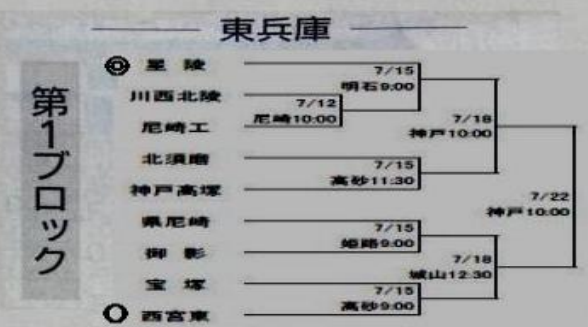 東兵庫
第1ブロック
◎ 星陵
川西北陵
尼崎工
北須磨
神戸高塚
県尼崎
御影
宝塚
○ 西宮東
7/15
明石9:00
7/12
尼崎10:00
7/18
神戸10:00
7/15
高砂11:30
7/22
神戸10:00
7/15
姫路9:00
7/18
城山12:30
7/15
高砂9:00